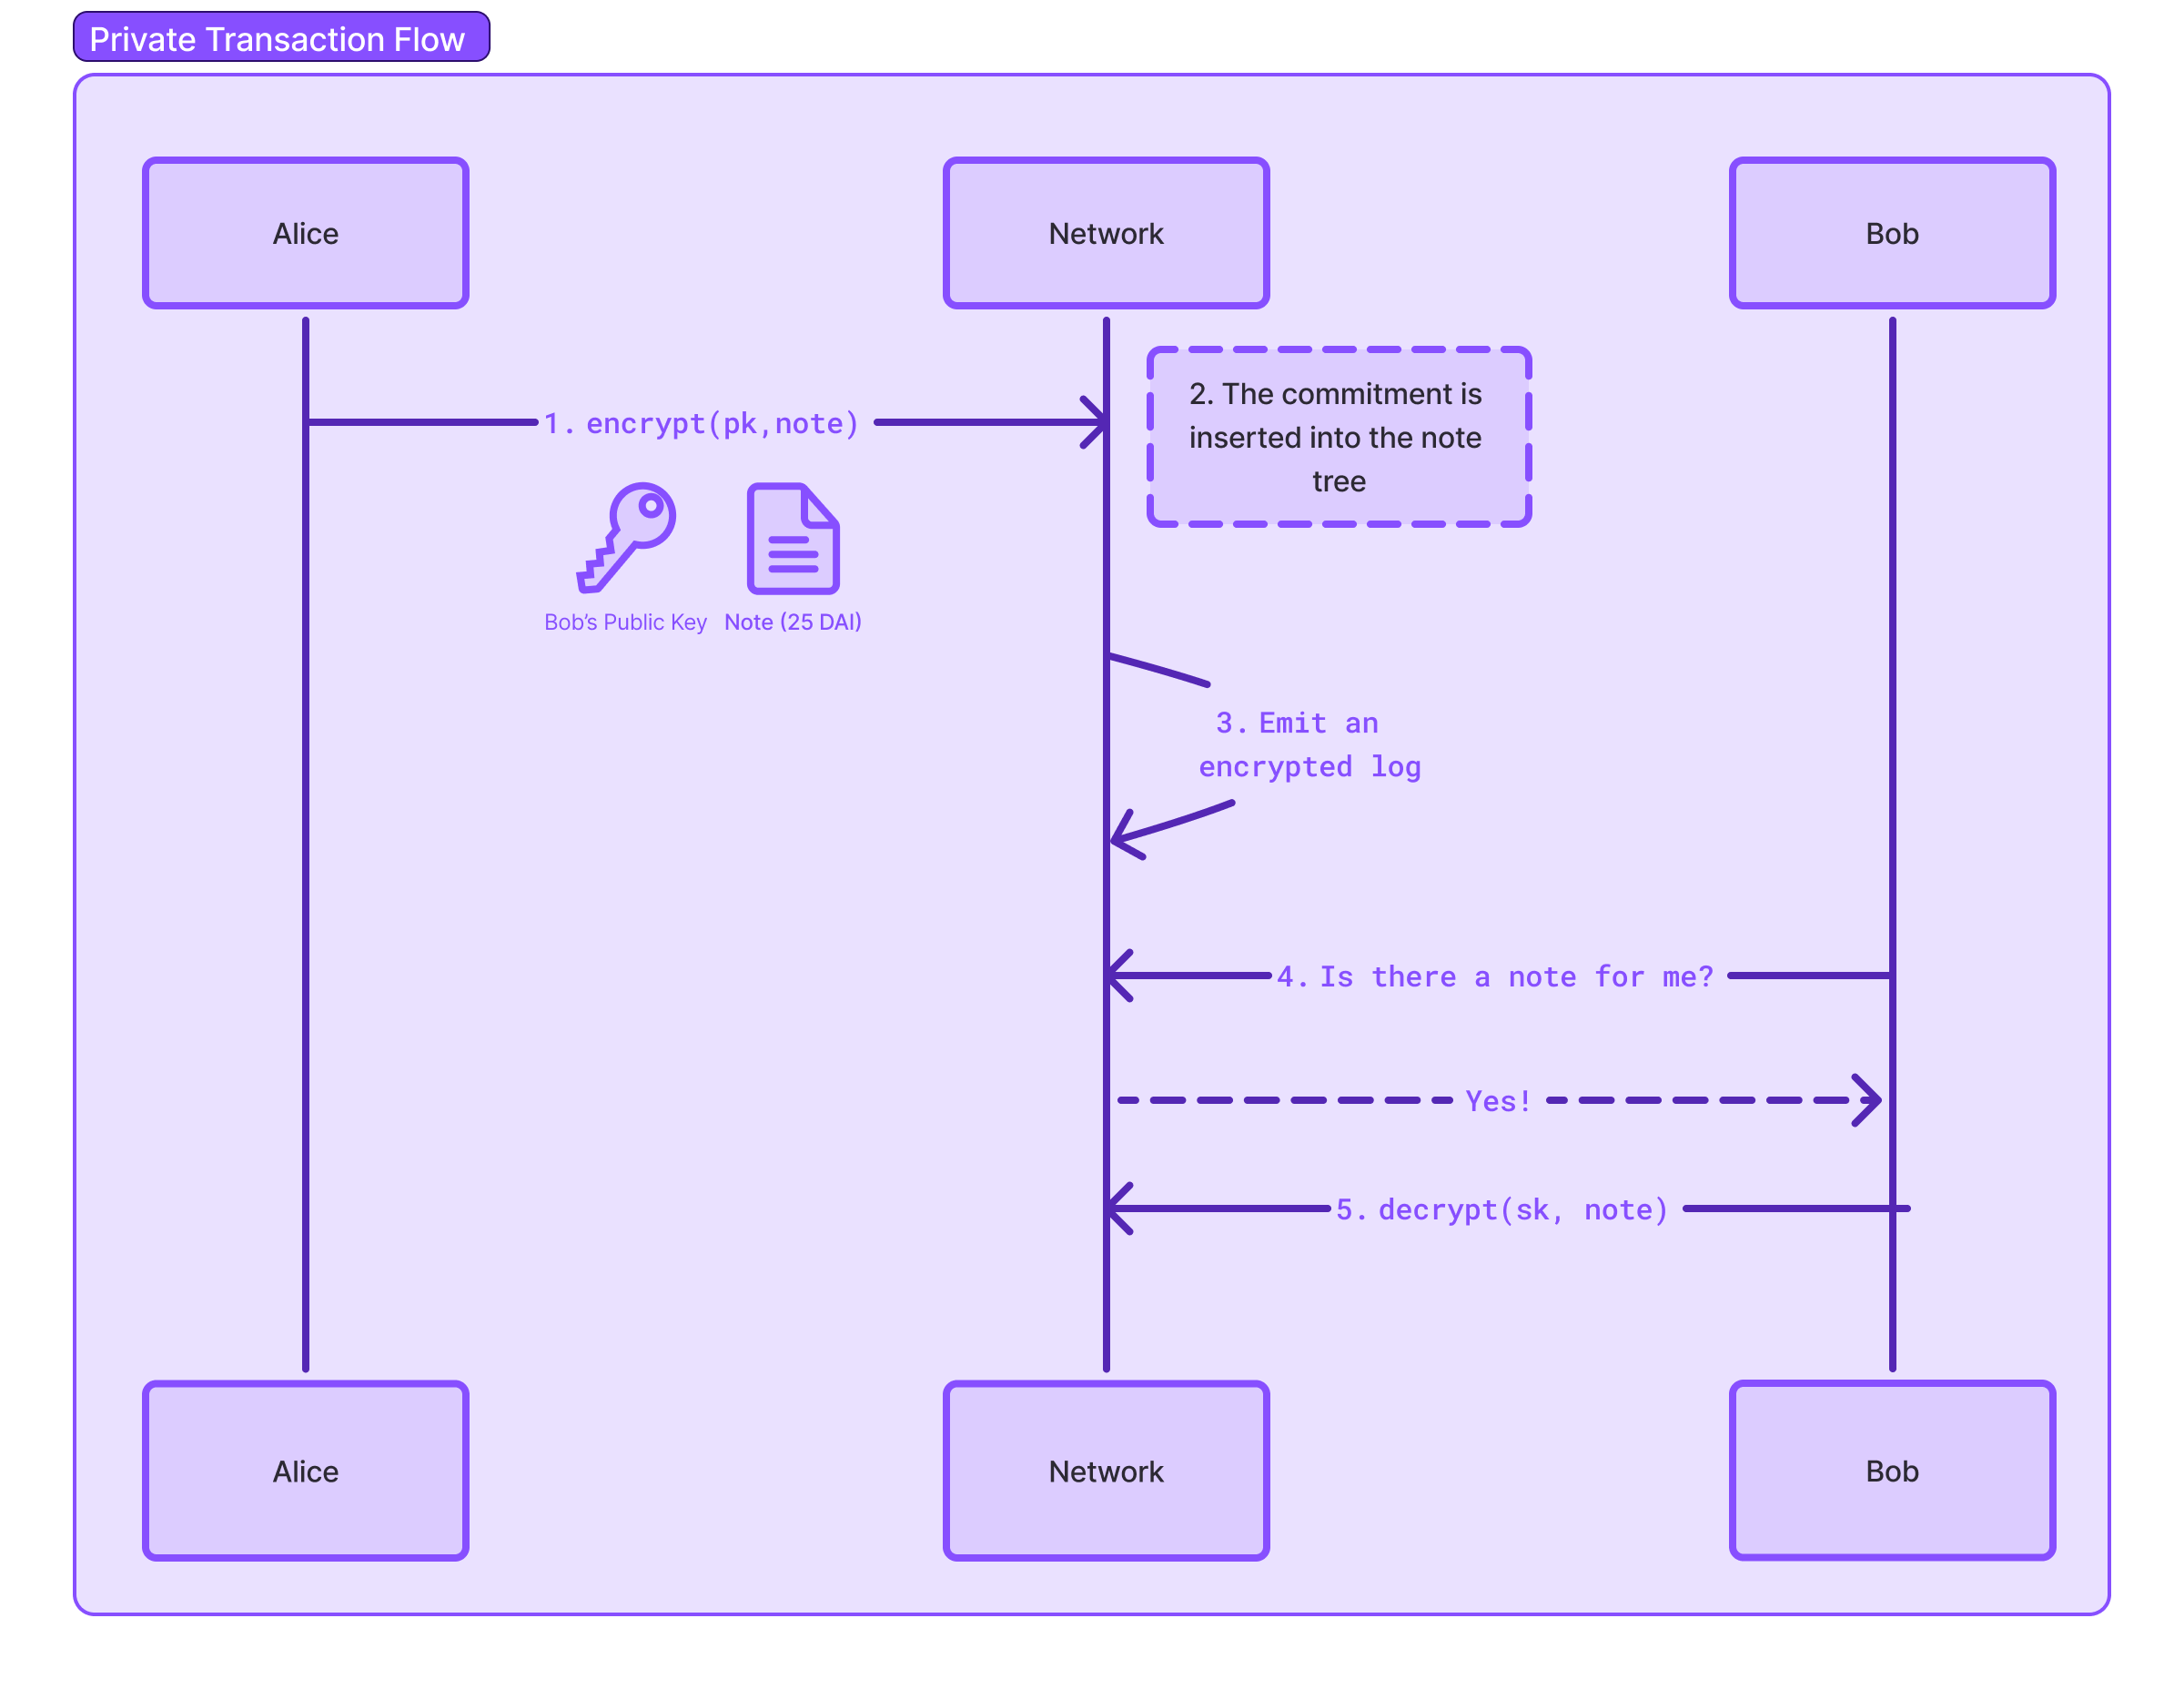 Private Transaction Flow
Alice
Network
Bob
1. encrypt(pk,note)
2. The commitment is
inserted into the note
tree
Bob’s Public Key
Note (25 DAI)
3. Emit an
encrypted log
4. Is there a note for me?
Yes!
5. decrypt(sk, note)
Alice
Network
Bob